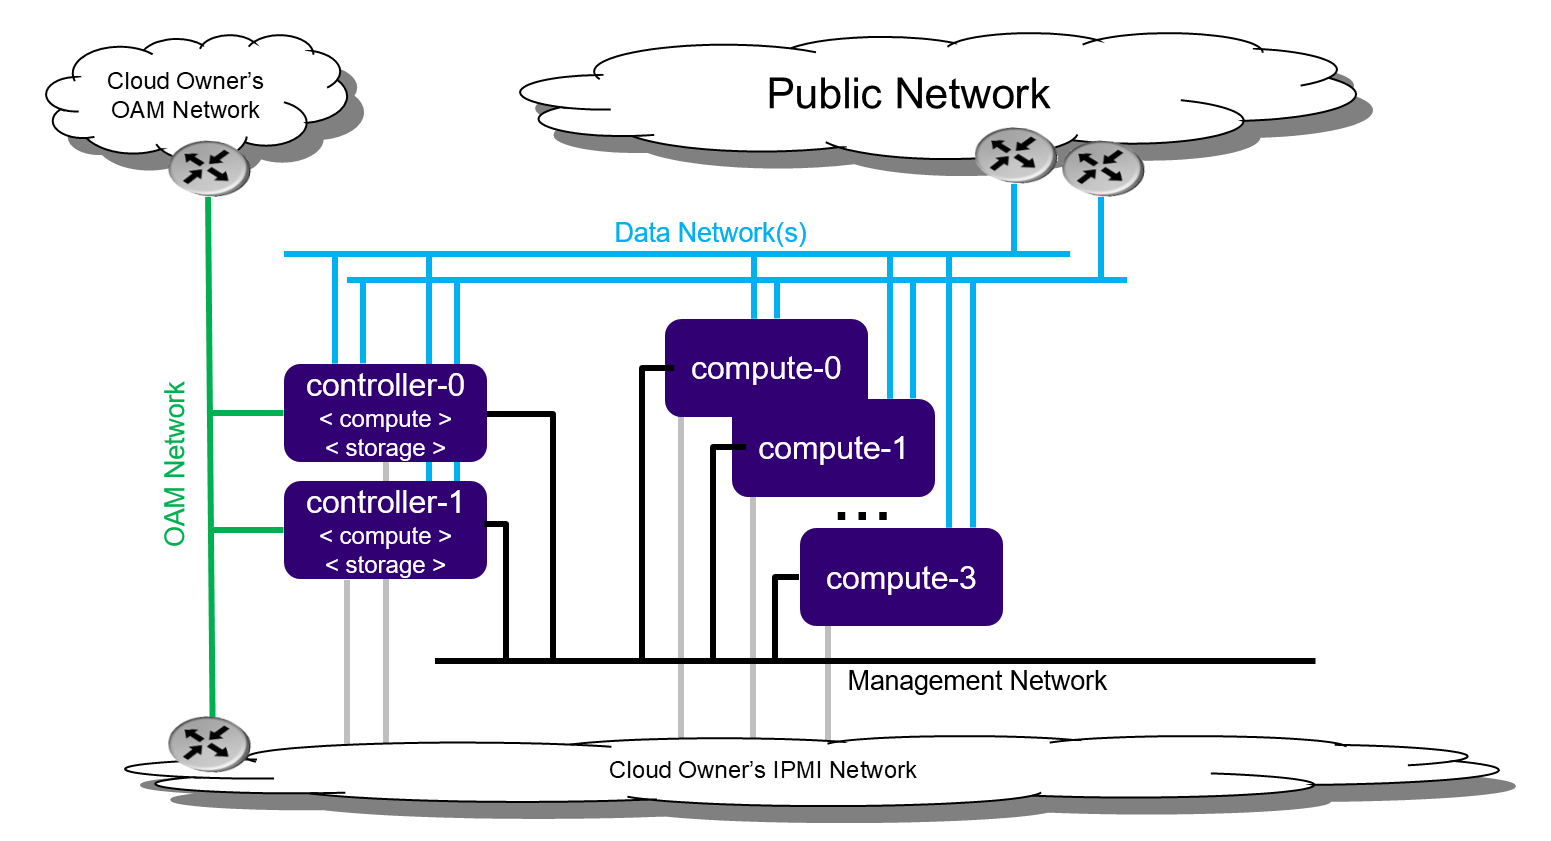 Cloud Owner’s
OAM Network
Public Network
Data Network(s)
OAM Network
controller-0
< compute >
< storage >
controller-1
< compute >
< storage >
compute-0
compute-1
...
compute-3
Management Network
Cloud Owner’s IPMI Network